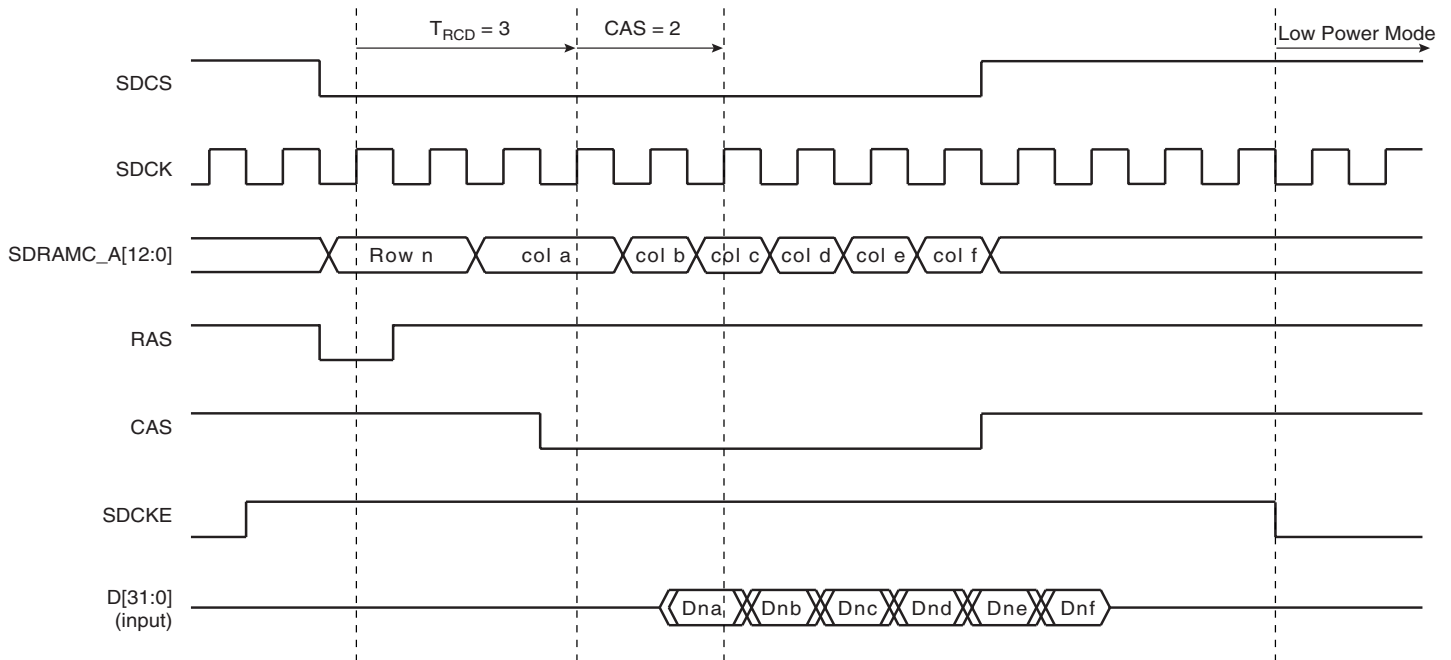 TRCD = 3
CAS = 2
Low Power Mode
SDCS
SDCK
SDRAMC_A[12:0]
Row n
col a
col b
col c
col d
col e
col f
RAS
CAS
SDCKE
D[31:0]
(input)
Dna
Dnb
Dnc
Dnd
Dne
Dnf